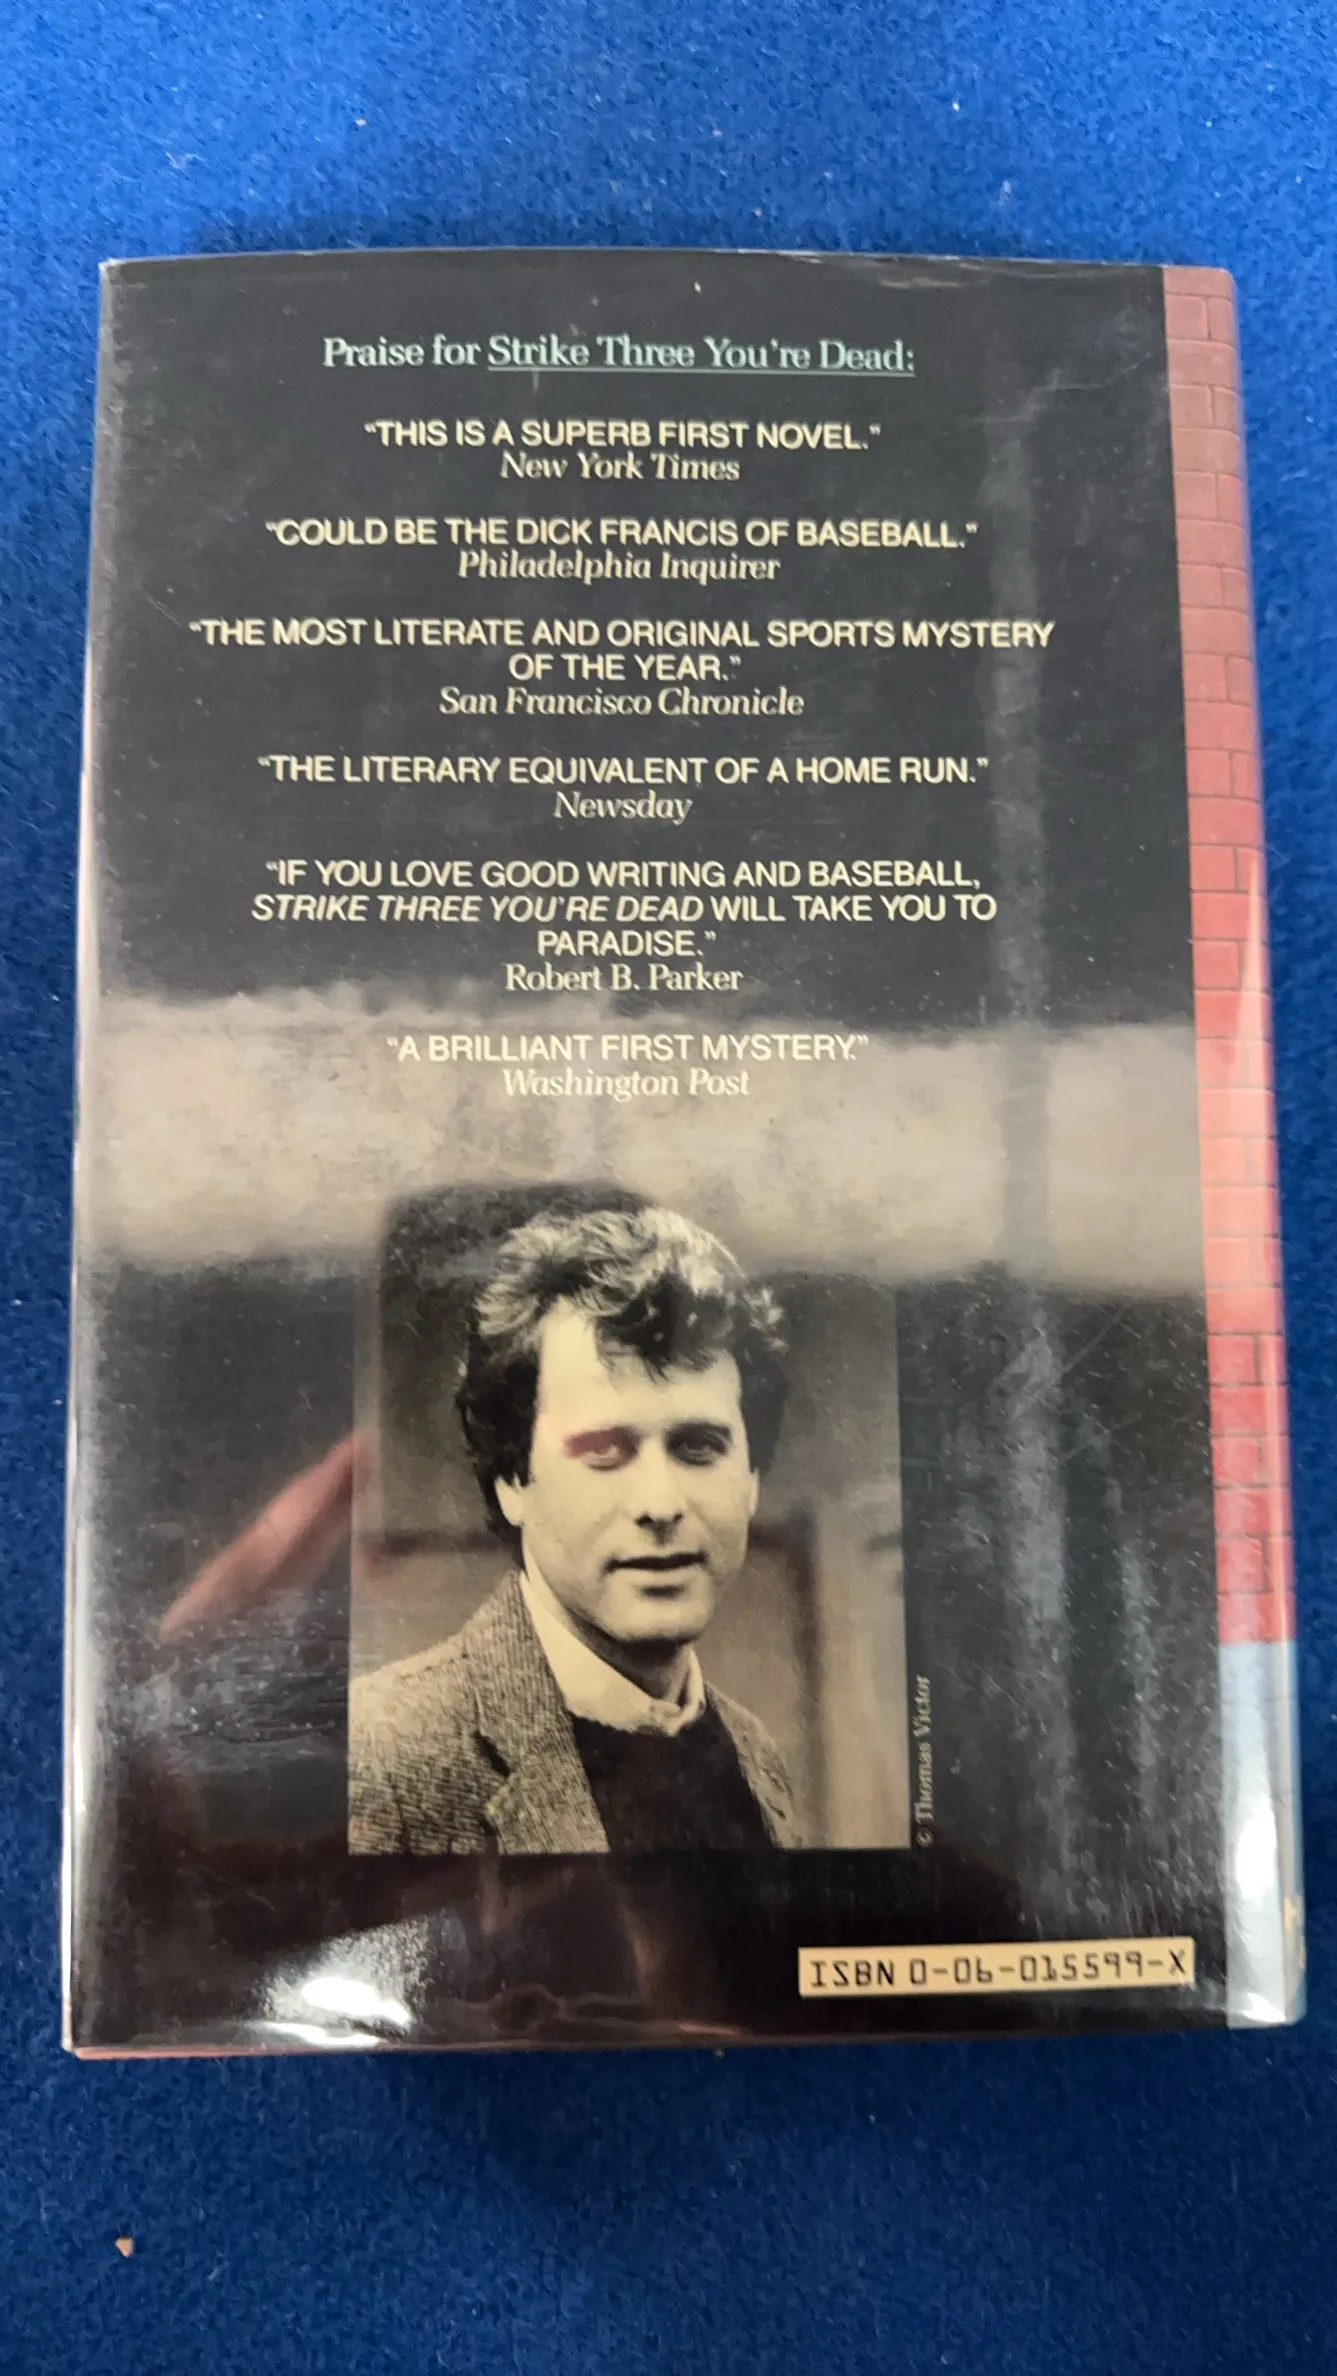 Praise for Strike Three You're Dead:
"THIS IS A SUPERB FIRST NOVEL."
New York Times
"COULD BE THE DICK FRANCIS OF BASEBALL."
Philadelphia Inquirer
"THE MOST LITERATE AND ORIGINAL SPORTS MYSTERY
OF THE YEAR."
San Francisco Chronicle
"THE LITERARY EQUIVALENT OF A HOME RUN."
Newsday
"IF YOU LOVE GOOD WRITING AND BASEBALL,
STRIKE THREE YOU'RE DEAD WILL TAKE YOU TO
PARADISE."
Robert B. Parker
"A BRILLIANT FIRST MYSTERY."
Washington Post
© Thomas Victor
ISBN 0-06-015599-X